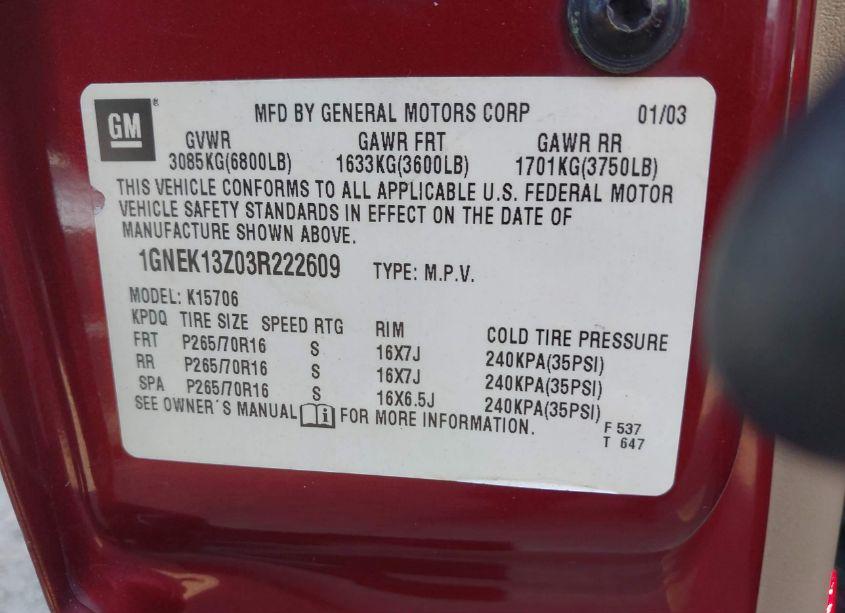 GM ® MFD BY GENERAL MOTORS CORP 01/03
GVWR GAWR FRT GAWR RR
3085KG(6800LB) 1633KG(3600LB) 1701KG(3750LB)
THIS VEHICLE CONFORMS TO ALL APPLICABLE U.S. FEDERAL MOTOR
VEHICLE SAFETY STANDARDS IN EFFECT ON THE DATE OF
MANUFACTURE SHOWN ABOVE.
1GNEK13Z03R222609 TYPE: M.P.V.
MODEL: K15706
KPDQ TIRE SIZE SPEED RTG RIM COLD TIRE PRESSURE
FRT P265/70R16 S 16X7J 240KPA(35PSI)
RR P265/70R16 S 16X7J 240KPA(35PSI)
SPA P265/70R16 S 16X6.5J 240KPA(35PSI)
SEE OWNER'S MANUAL i FOR MORE INFORMATION.
F 537
T 647